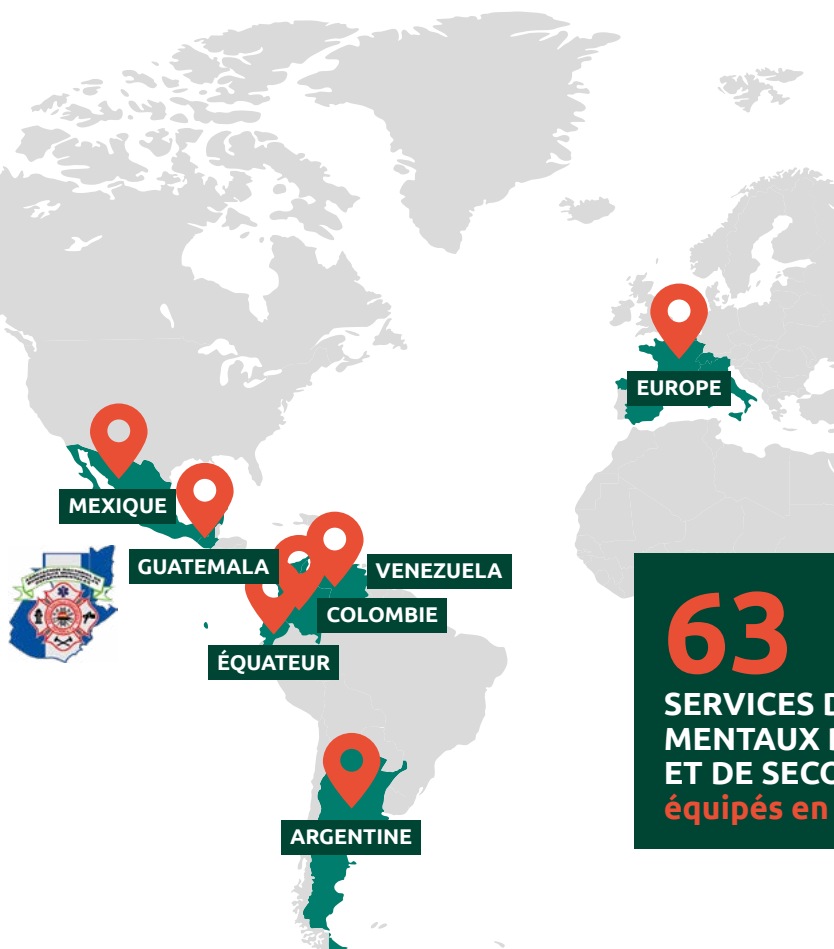 EUROPE
MEXIQUE
GUATEMALA
VENEZUELA
COLOMBIE
ÉQUATEUR
ARGENTINE
63
SERVICES D
MENTAUX
ET DE SECO
équipés en